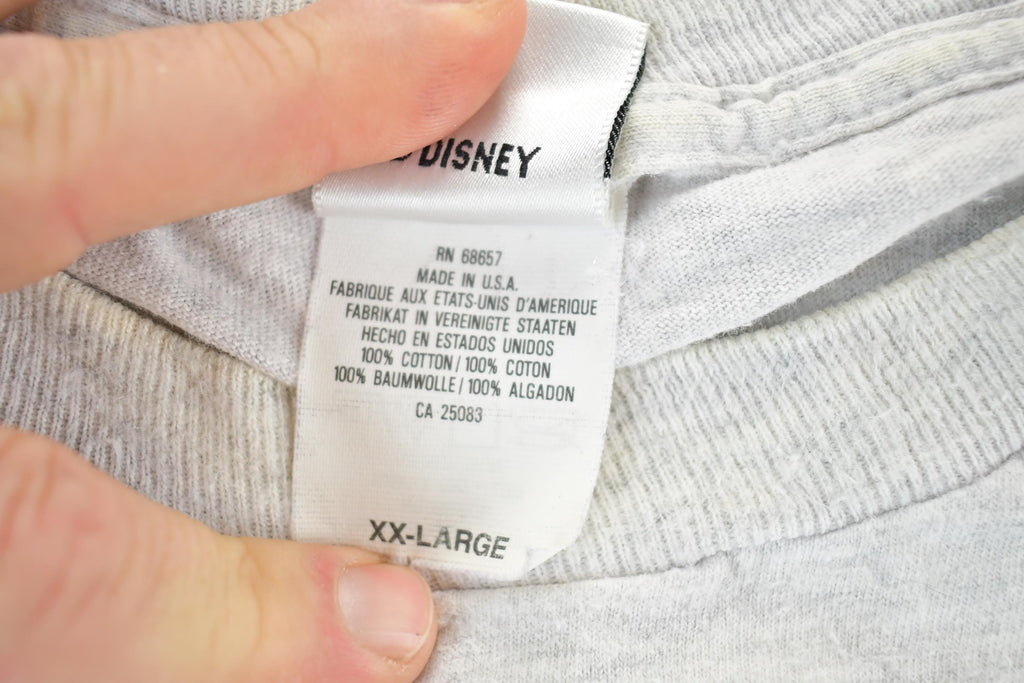 DISNEY
RN 68657
MADE IN U.S.A.
FABRIQUE AUX ETATS-UNIS D'AMERIQUE
FABRIKAT IN VEREINIGTE STAATEN
HECHO EN ESTADOS UNIDOS
100% COTTON/100% COTON
100% BAUMWOLLE/100% ALGADON
CA 25083
XX-LARGE